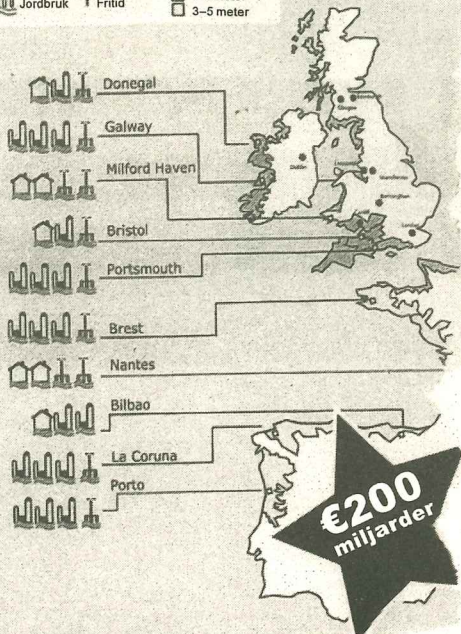 Jordbruk Fritid
3–5 meter
Donegal
Galway
Milford Haven
Bristol
Portsmouth
Brest
Nantes
Bilbao
La Coruna
Porto
Dublin
€200
miljarder